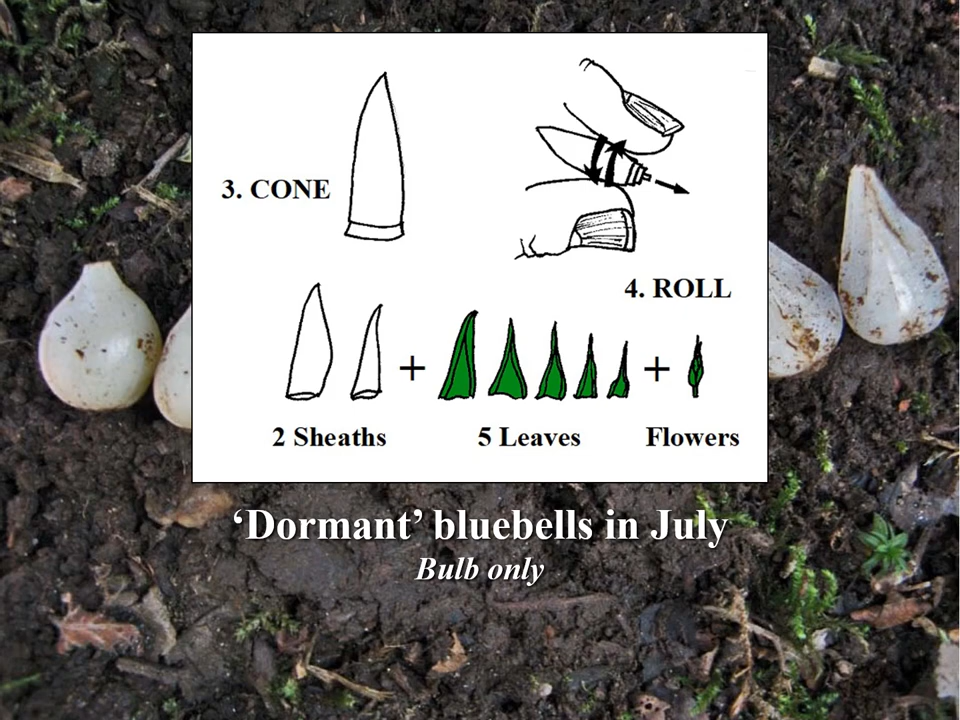 3. CONE
4. ROLL
+
+
2 Sheaths
5 Leaves
Flowers
‘Dormant’ bluebells in July
Bulb only